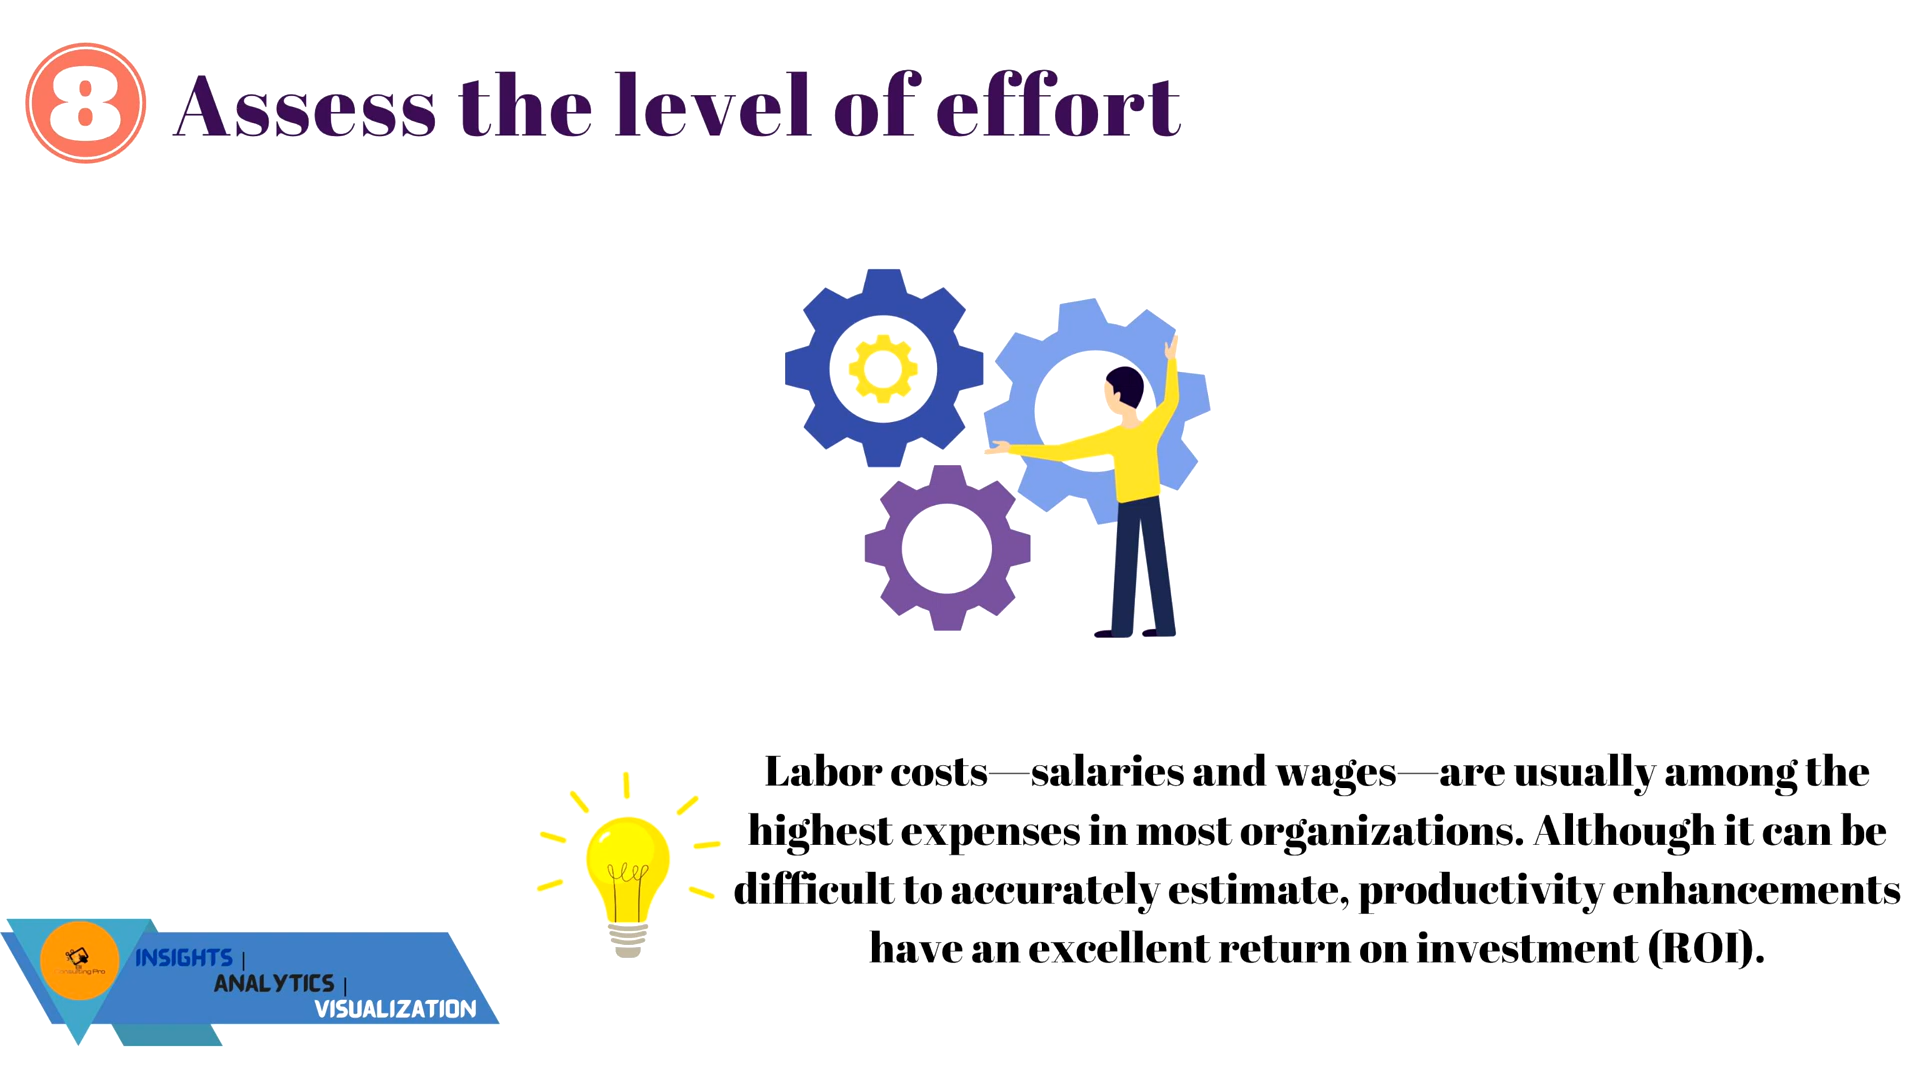 8 Assess the level of effort
Labor costs—salaries and wages—are usually among the
highest expenses in most organizations. Although it can be
difficult to accurately estimate, productivity enhancements
have an excellent return on investment (ROI).
INSIGHTS |
ANALYTICS |
VISUALIZATION